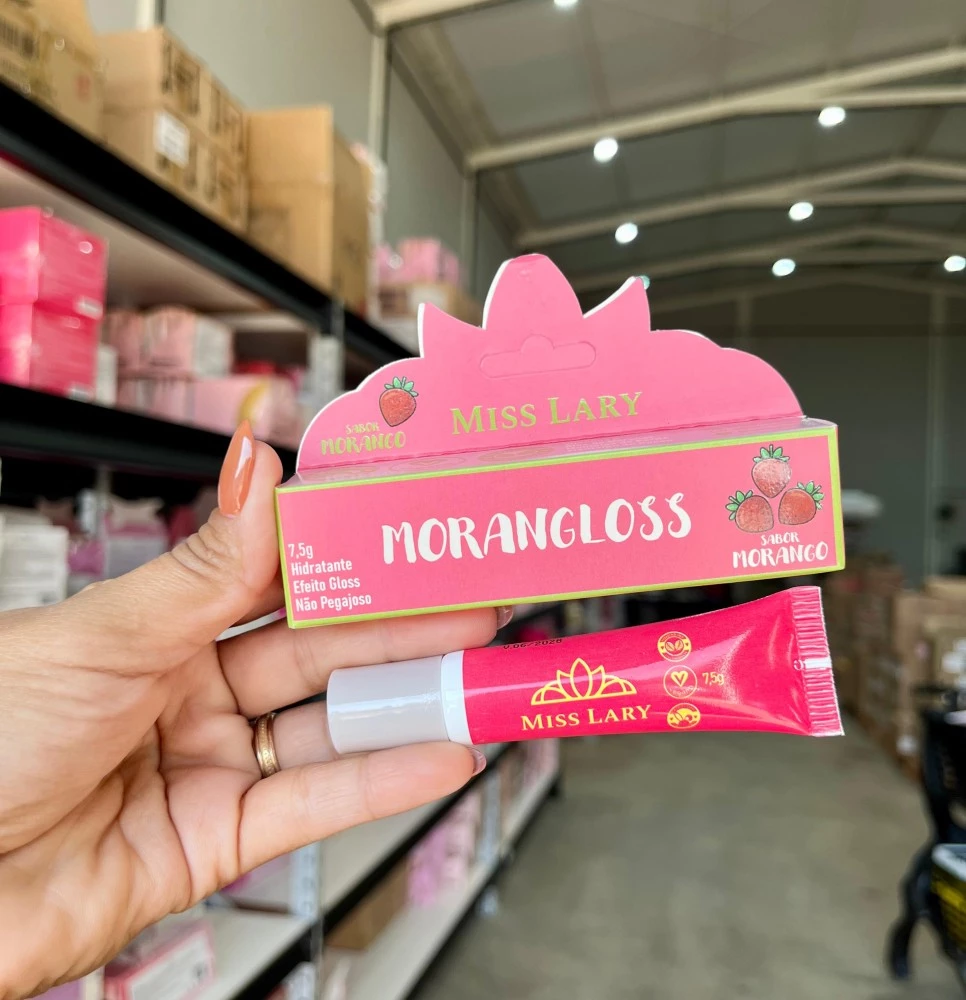 SABOR
MORANGO
MISS LARY
MORANGLOSS
7,5g
Hidratante
Efeito Gloss
Não Pegajoso
SABOR
MORANGO
MISS LARY
7,5g